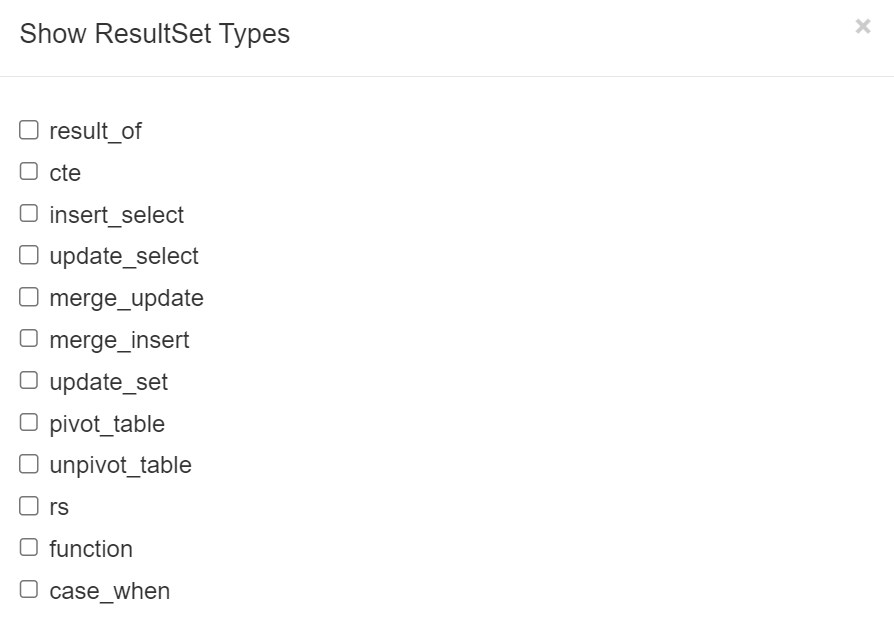 Show ResultSet Types
×
result_of
cte
insert_select
update_select
merge_update
merge_insert
update_set
pivot_table
unpivot_table
rs
function
case_when